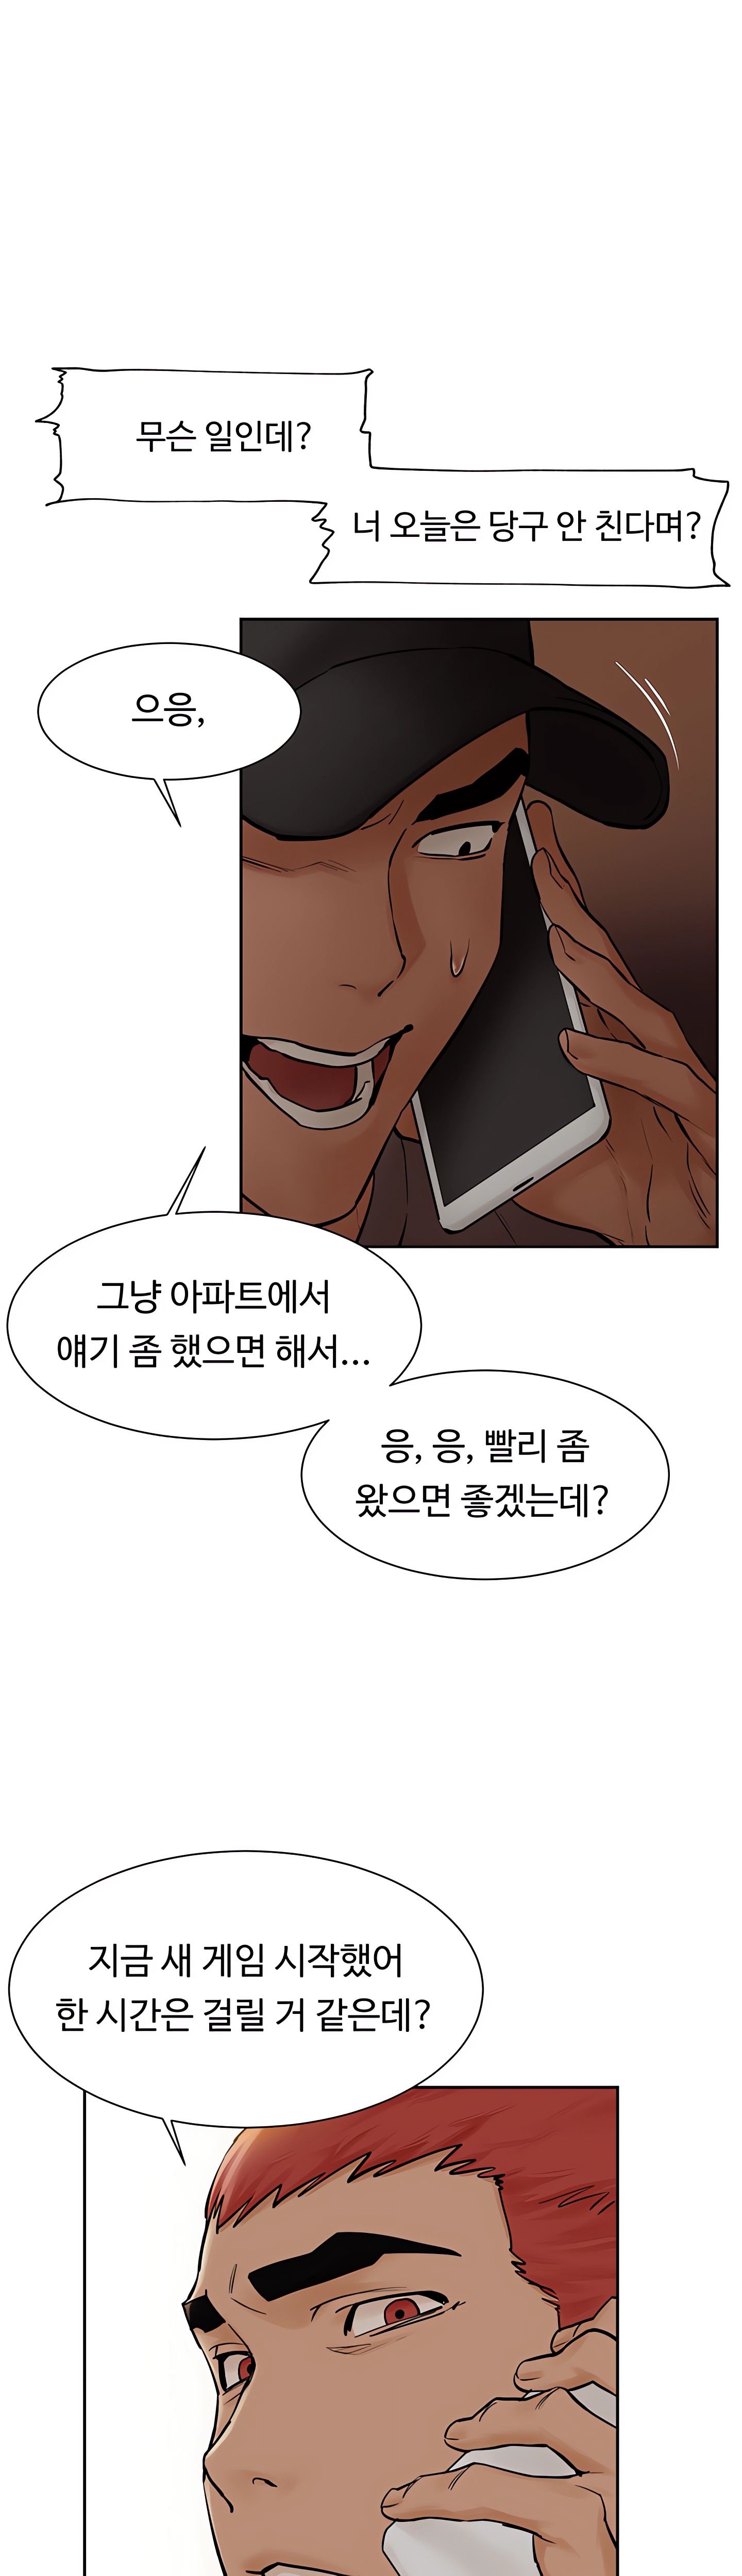 무슨 일인데?
너 오늘은 당구 안 친다며?
으응,
그냥 아파트에서
얘기 좀 했으면 해서...
응, 응, 빨리 좀
왔으면 좋겠는데?
지금 새 게임 시작했어
한 시간은 걸릴 거 같은데?